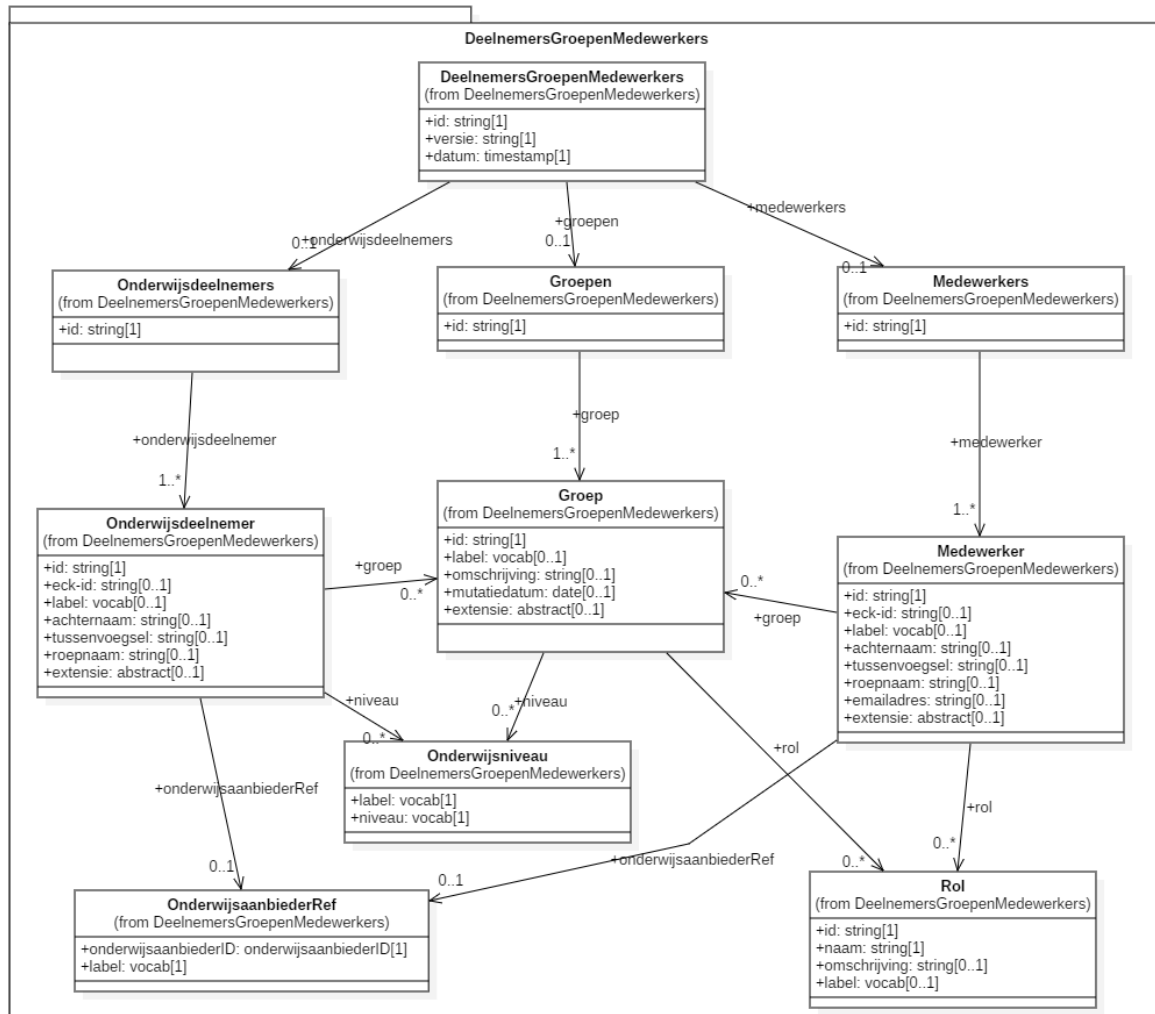 DeelnemersGroepenMedewerkers
DeelnemersGroepenMedewerkers
(from DeelnemersGroepenMedewerkers)
+id: string[1]
+versie: string[1]
+datum: timestamp[1]
+onderwijsdeelnemers
0..1
+groepen
0..1
+medewerkers
0..1
Onderwijsdeelnemers
(from DeelnemersGroepenMedewerkers)
+id: string[1]
Groepen
(from DeelnemersGroepenMedewerkers)
+id: string[1]
Medewerkers
(from DeelnemersGroepenMedewerkers)
+id: string[1]
+onderwijsdeelnemer
1..*
+groep
1..*
+medewerker
1..*
Onderwijsdeelnemer
(from DeelnemersGroepenMedewerkers)
+id: string[1]
+eck-id: string[0..1]
+label: vocab[0..1]
+achternaam: string[0..1]
+tussenvoegsel: string[0..1]
+roepnaam: string[0..1]
+extensie: abstract[0..1]
+groep
0..*
Groep
(from DeelnemersGroepenMedewerkers)
+id: string[1]
+label: vocab[0..1]
+omschrijving: string[0..1]
+mutatiedatum: date[0..1]
+extensie: abstract[0..1]
0..*
+groep
Medewerker
(from DeelnemersGroepenMedewerkers)
+id: string[1]
+eck-id: string[0..1]
+label: vocab[0..1]
+achternaam: string[0..1]
+tussenvoegsel: string[0..1]
+roepnaam: string[0..1]
+emailadres: string[0..1]
+extensie: abstract[0..1]
+niveau
0..*
+niveau
0..*
+rol
0..*
+rol
0..*
Onderwijsniveau
(from DeelnemersGroepenMedewerkers)
+label: vocab[1]
+niveau: vocab[1]
+onderwijsaanbiederRef
0..1
+onderwijsaanbiederRef
0..1
OnderwijsaanbiederRef
(from DeelnemersGroepenMedewerkers)
+onderwijsaanbiederID: onderwijsaanbiederID[1]
+label: vocab[1]
Rol
(from DeelnemersGroepenMedewerkers)
+id: string[1]
+naam: string[1]
+omschrijving: string[0..1]
+label: vocab[0..1]